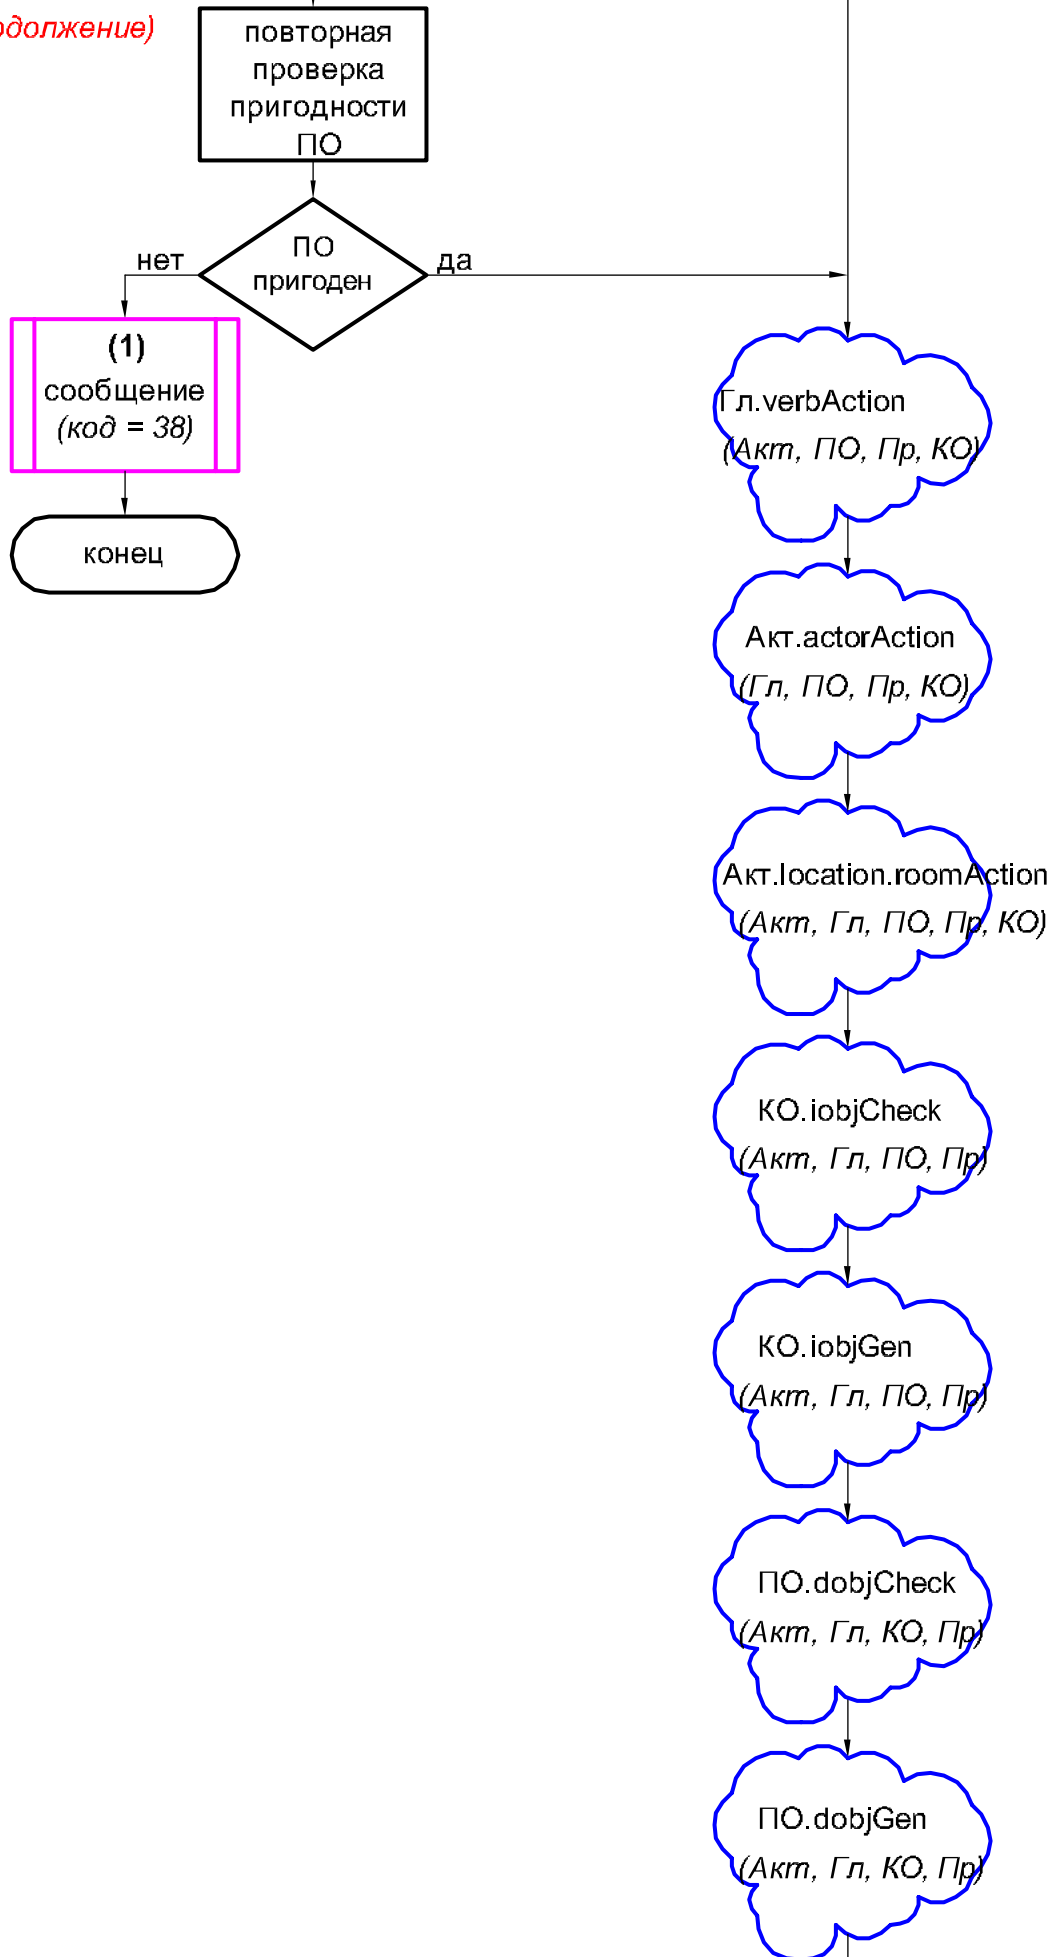 одолжение)
повторная
проверка
пригодности
ПО
ПО
пригоден
нет
да
(1)
сообщение
(код = 38)
конец
Гл.verbAction
(Акт, ПО, Пр, КО)
Акт.actorAction
(Гл, ПО, Пр, КО)
Акт.location.roomAction
(Акт, Гл, ПО, Пр, КО)
КО.iobjCheck
(Акт, Гл, ПО, Пр)
КО.iobjGen
(Акт, Гл, ПО, Пр)
ПО.dobjCheck
(Акт, Гл, КО, Пр)
ПО.dobjGen
(Акт, Гл, КО, Пр)